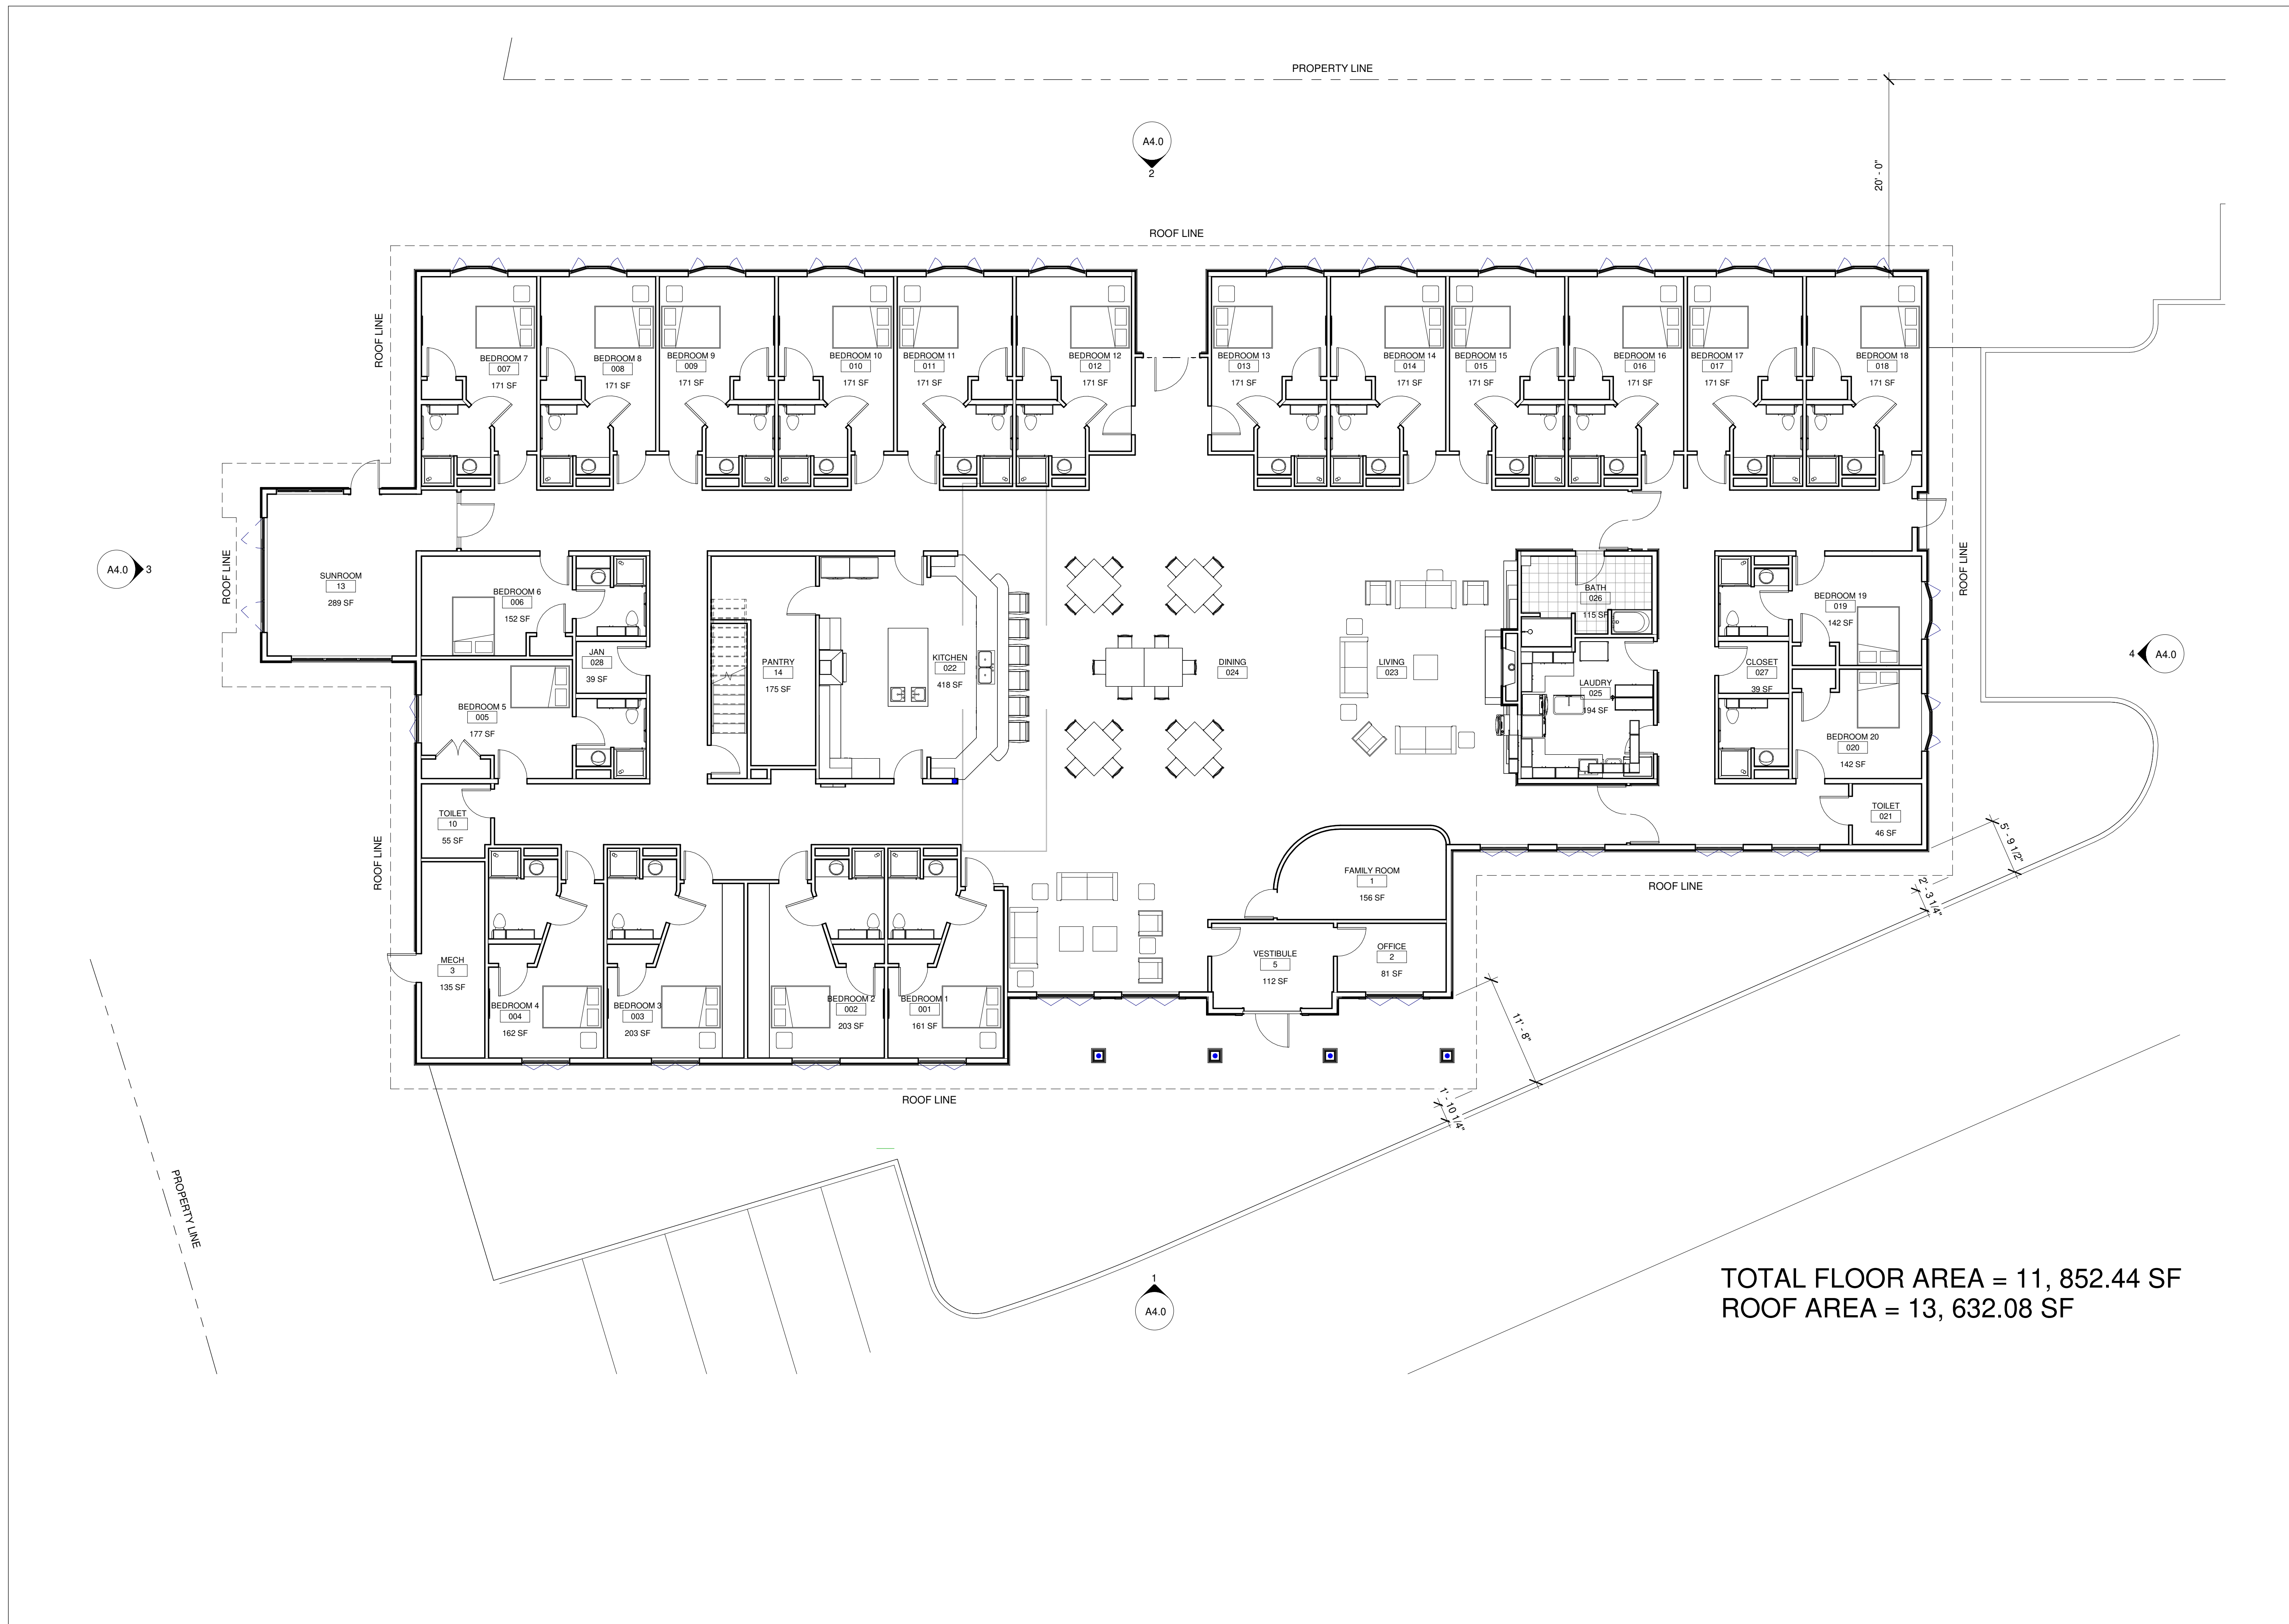 PROPERTY LINE
A4.0
2
20' - 0"
ROOF LINE
ROOF LINE
BEDROOM 7
007
171 SF
BEDROOM 8
008
171 SF
BEDROOM 9
009
171 SF
BEDROOM 10
010
171 SF
BEDROOM 11
011
171 SF
BEDROOM 12
012
171 SF
BEDROOM 13
013
171 SF
BEDROOM 14
014
171 SF
BEDROOM 15
015
171 SF
BEDROOM 16
016
171 SF
BEDROOM 17
017
171 SF
BEDROOM 18
018
171 SF
A4.0
3
ROOF LINE
SUNROOM
13
289 SF
BEDROOM 6
006
152 SF
JAN
028
39 SF
BEDROOM 5
005
177 SF
PANTRY
14
175 SF
KITCHEN
022
418 SF
DINING
024
LIVING
023
BATH
026
115 SF
LAUDRY
025
194 SF
CLOSET
027
39 SF
BEDROOM 19
019
142 SF
BEDROOM 20
020
142 SF
ROOF LINE
4
A4.0
TOILET
10
55 SF
TOILET
021
46 SF
ROOF LINE
5' - 9 1/2"
2' - 3 1/4"
ROOF LINE
FAMILY ROOM
1
156 SF
MECH
3
135 SF
BEDROOM 4
004
162 SF
BEDROOM 3
003
203 SF
BEDROOM 2
002
203 SF
BEDROOM 1
001
161 SF
VESTIBULE
5
112 SF
OFFICE
2
81 SF
11' - 8"
1' - 10 1/4"
ROOF LINE
PROPERTY LINE
1
A4.0
TOTAL FLOOR AREA = 11, 852.44 SF
ROOF AREA = 13, 632.08 SF